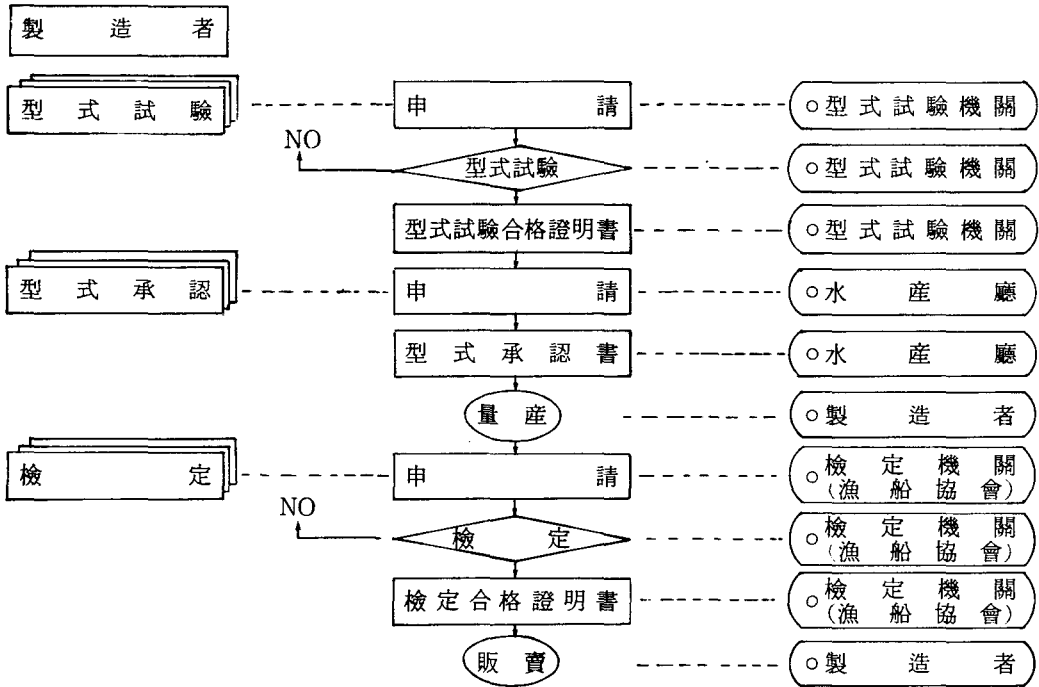 製造者
型式試驗 申請 ○型式試驗機關
NO 型式試驗 ○型式試驗機關
型式試驗合格證明書 ○型式試驗機關
型式承認 申請 ○水産廳
型式承認書 ○水産廳
量産 ○製造者
檢定 申請 ○檢定機關
(漁船協會)
NO 檢定 ○檢定機關
(漁船協會)
檢定合格證明書 ○檢定機關
(漁船協會)
販賣 ○製造者